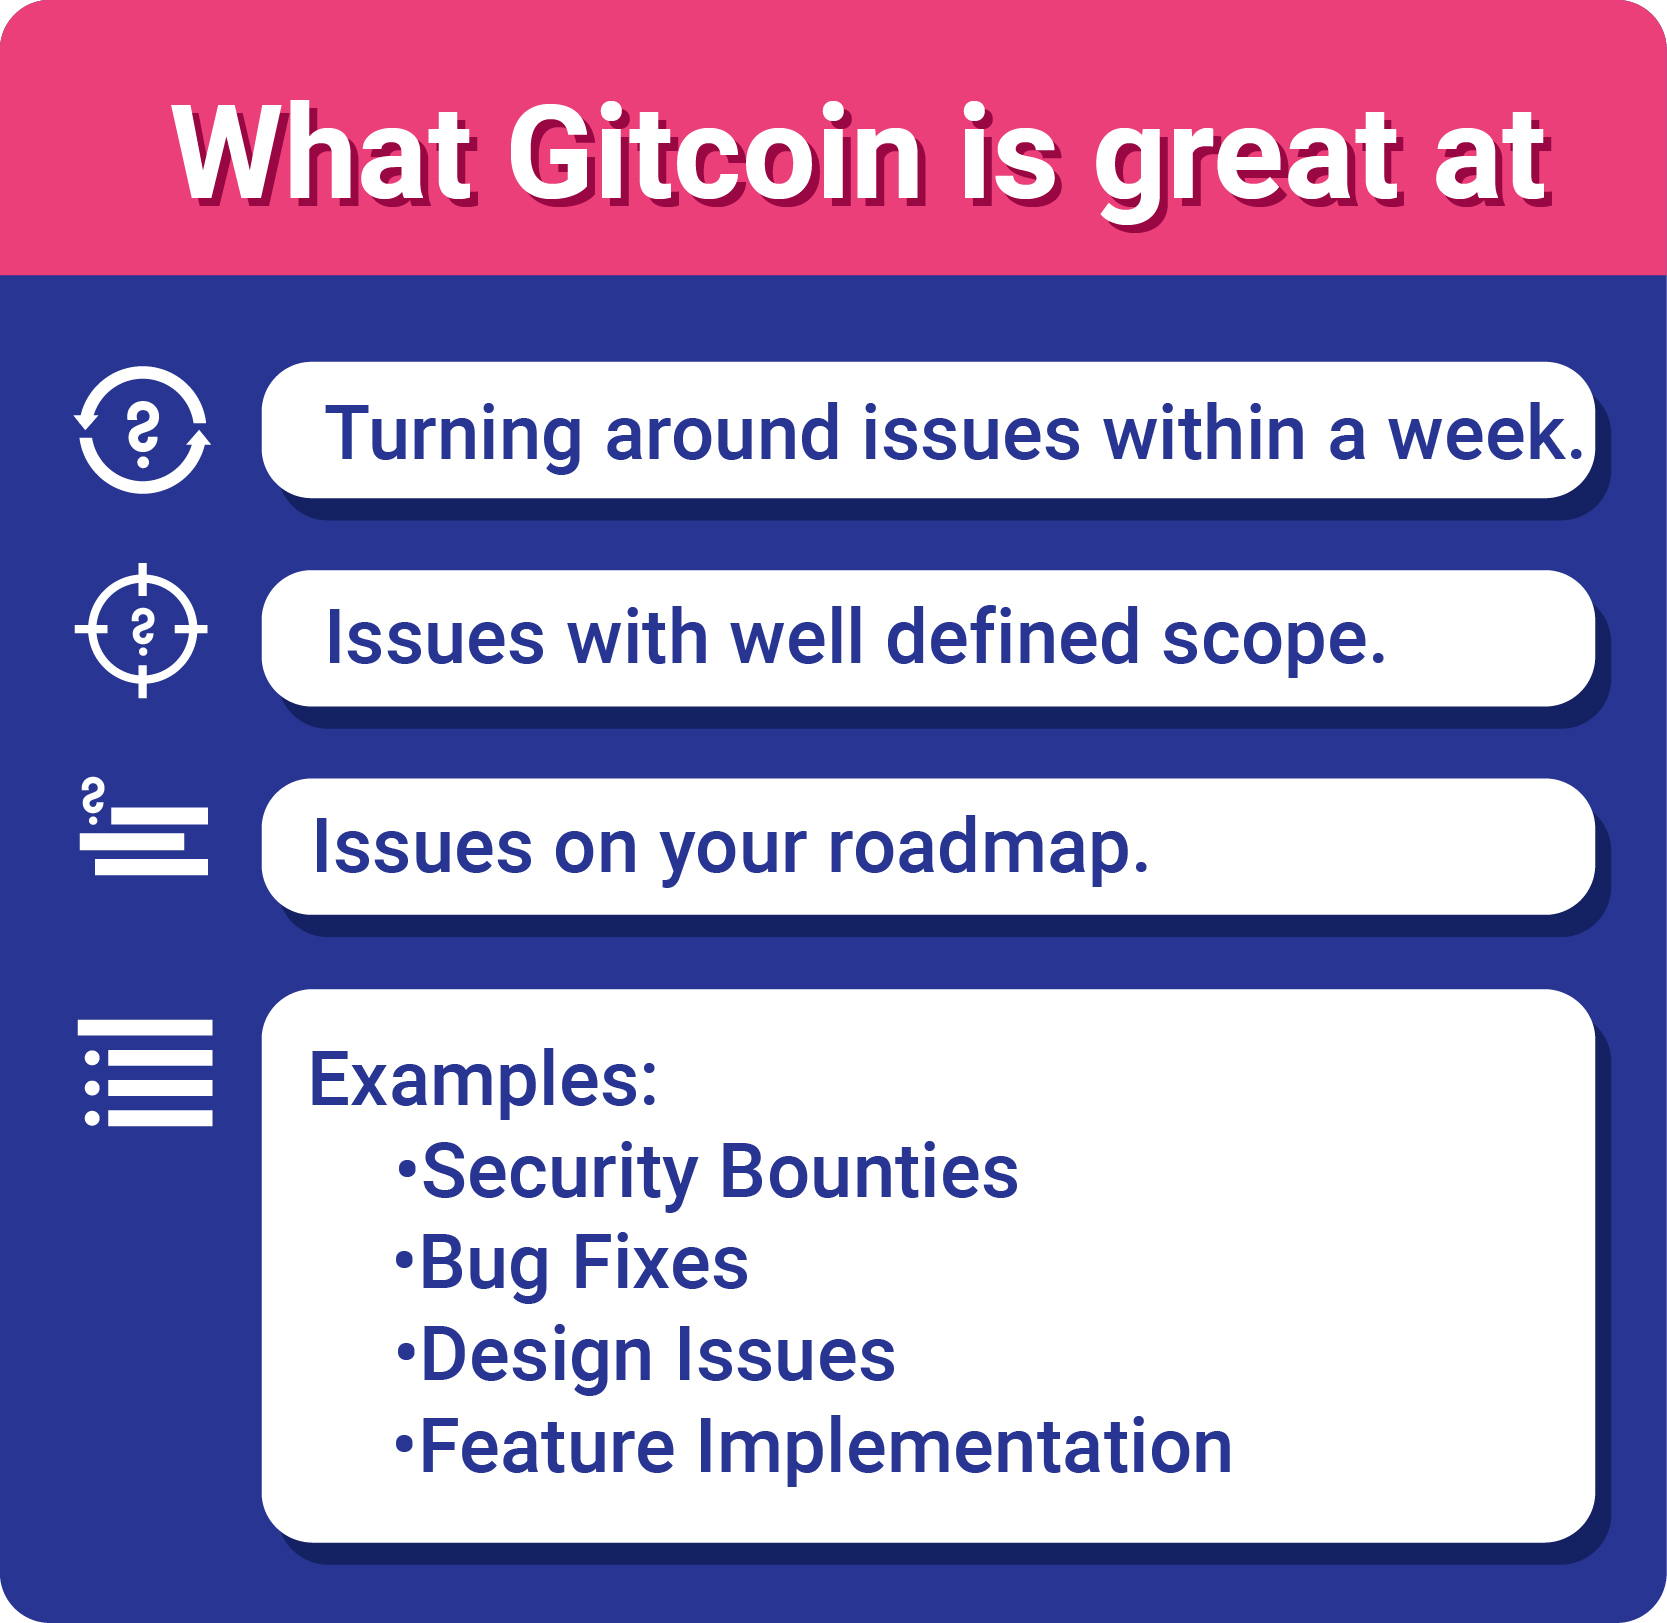 What Gitcoin is great at
Turning around issues within a week.
Issues with well defined scope.
Issues on your roadmap.
Examples:
•Security Bounties
•Bug Fixes
•Design Issues
•Feature Implementation